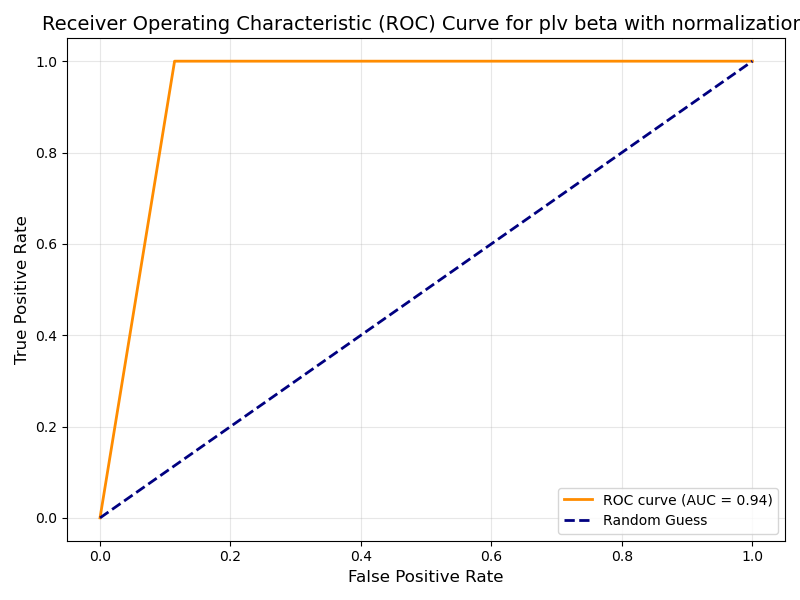 Receiver Operating Characteristic (ROC) Curve for plv beta with normalization
1.0
0.8
0.6
0.4
0.2
0.0
True Positive Rate
0.0 0.2 0.4 0.6 0.8 1.0
False Positive Rate
ROC curve (AUC = 0.94)
Random Guess